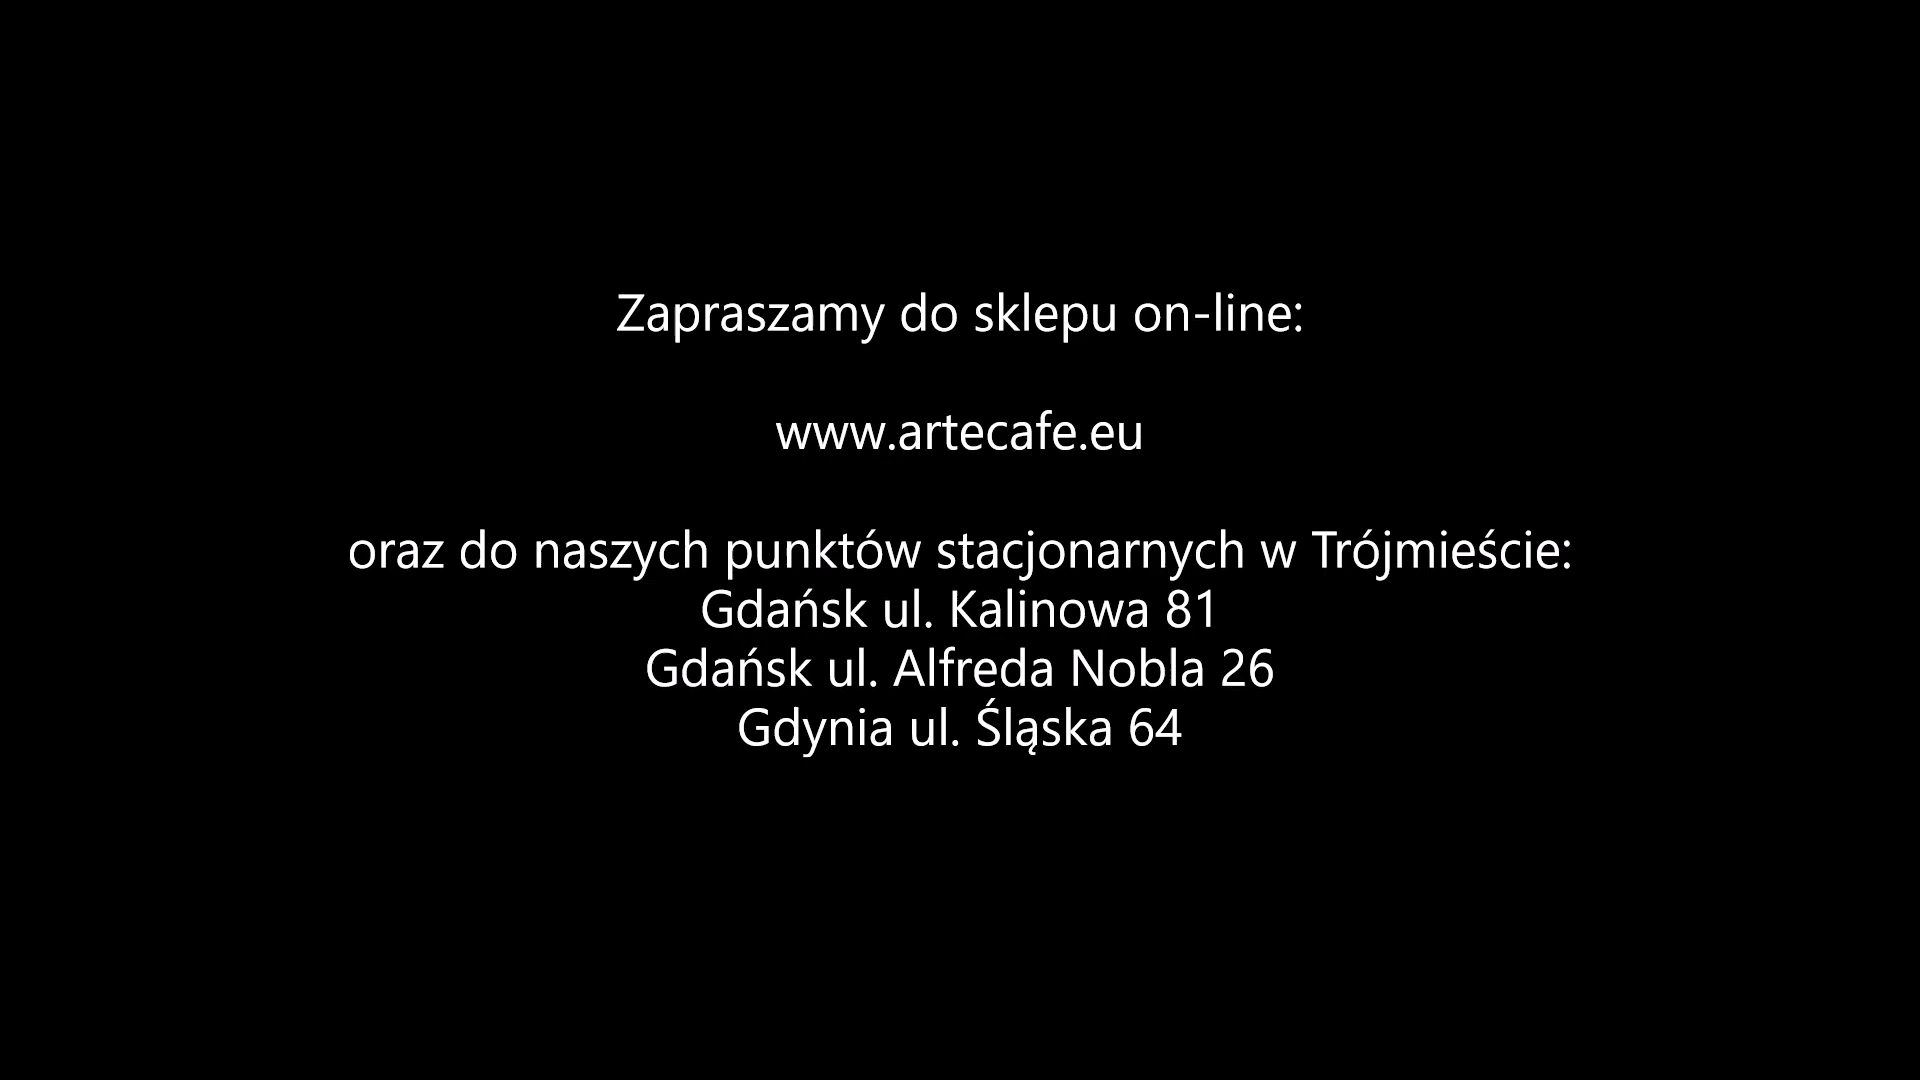 Zapraszamy do sklepu on-line:
www.artecafe.eu
oraz do naszych punktów stacjonarnych w Trójmieście:
Gdańsk ul. Kalinowa 81
Gdańsk ul. Alfreda Nobla 26
Gdynia ul. Śląska 64